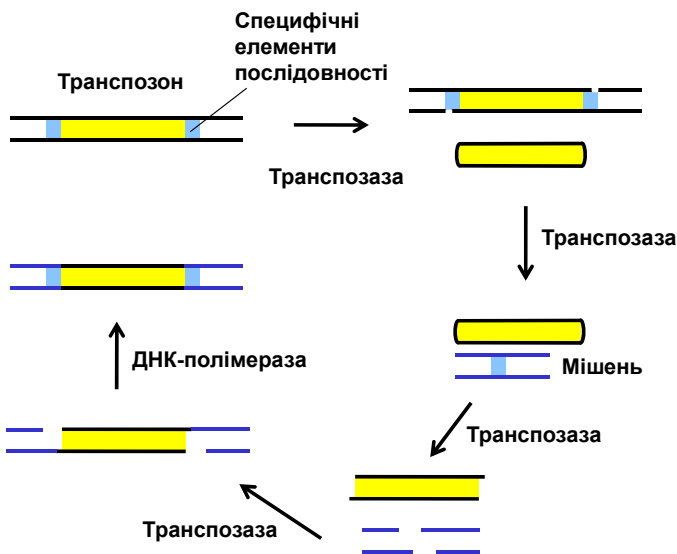 Специфічні
елементи
послідовності
Транспозон
Транспозаза
Транспозаза
Мішень
Транспозаза
Транспозаза
ДНК-полімераза